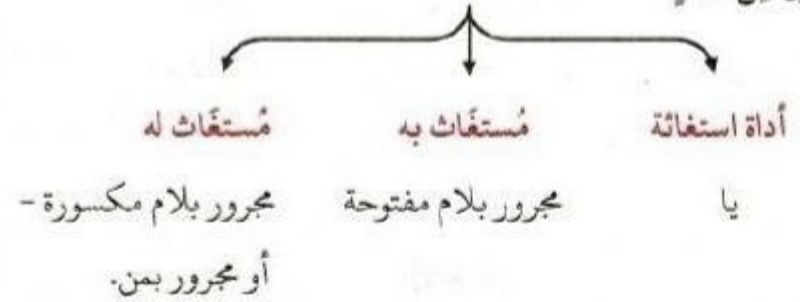 أداة استغاثة مُستغَاث به مُستغَاث له
يا مجرور بلام مفتوحة مجرور بلام مكسورة -
أو مجرور بمن.